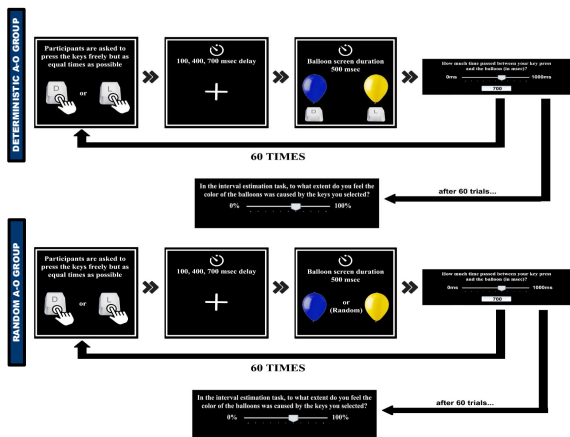 DETERMINISTIC A-O GROUP
Participants are asked to
press the keys freely but as
equal times as possible
D
or
L
100, 400, 700 msec delay
Balloon screen duration
500 msec
D
L
How much time passed between your key press
and the balloon (in msec)?
0ms
1000ms
700
60 TIMES
after 60 trials...
In the interval estimation task, to what extent do you feel the
color of the balloons was caused by the keys you selected?
0%
100%
RANDOM A-O GROUP
Participants are asked to
press the keys freely but as
equal times as possible
D
or
L
100, 400, 700 msec delay
Balloon screen duration
500 msec
or
(Random)
How much time passed between your key press
and the balloon (in msec)?
0ms
1000ms
700
60 TIMES
after 60 trials...
In the interval estimation task, to what extent do you feel the
color of the balloons was caused by the keys you selected?
0%
100%